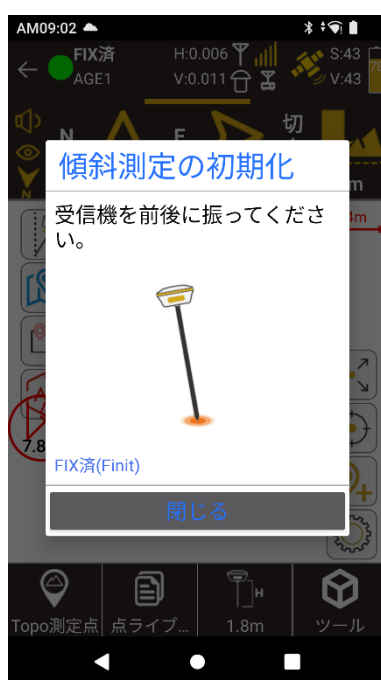 AM09:02
FIX済 H:0.006 S:43
AGE1 V:0.011 V:43
78
N E 切
N m
傾斜測定の初期化
受信機を前後に振ってくださ
い。
4m
7.8
FIX済(Finit)
閉じる
H
Topo測定点 点ライブ... 1.8m ツール